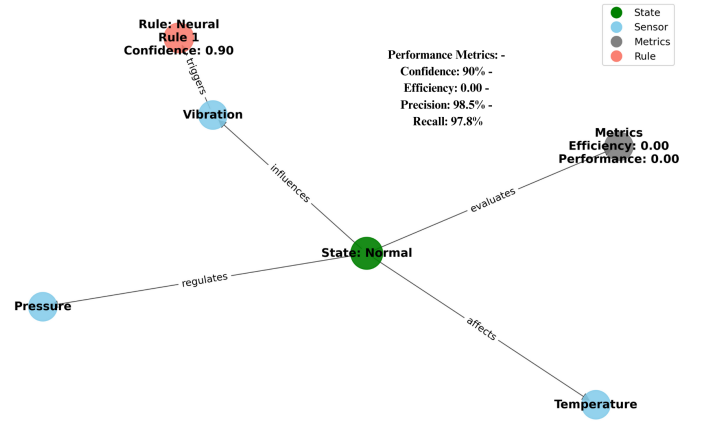 Rule: Neural
Rule 1
Confidence: 0.90
triggers
Vibration
influences
Performance Metrics: -
Confidence: 90% -
Efficiency: 0.00 -
Precision: 98.5% -
Recall: 97.8%
State
Sensor
Metrics
Rule
Metrics
Efficiency: 0.00
Performance: 0.00
evaluates
State: Normal
regulates
Pressure
affects
Temperature